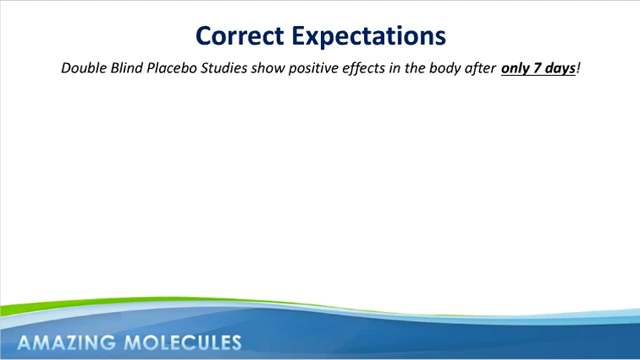 Correct Expectations
Double Blind Placebo Studies show positive effects in the body after only 7 days!
AMAZING MOLECULES